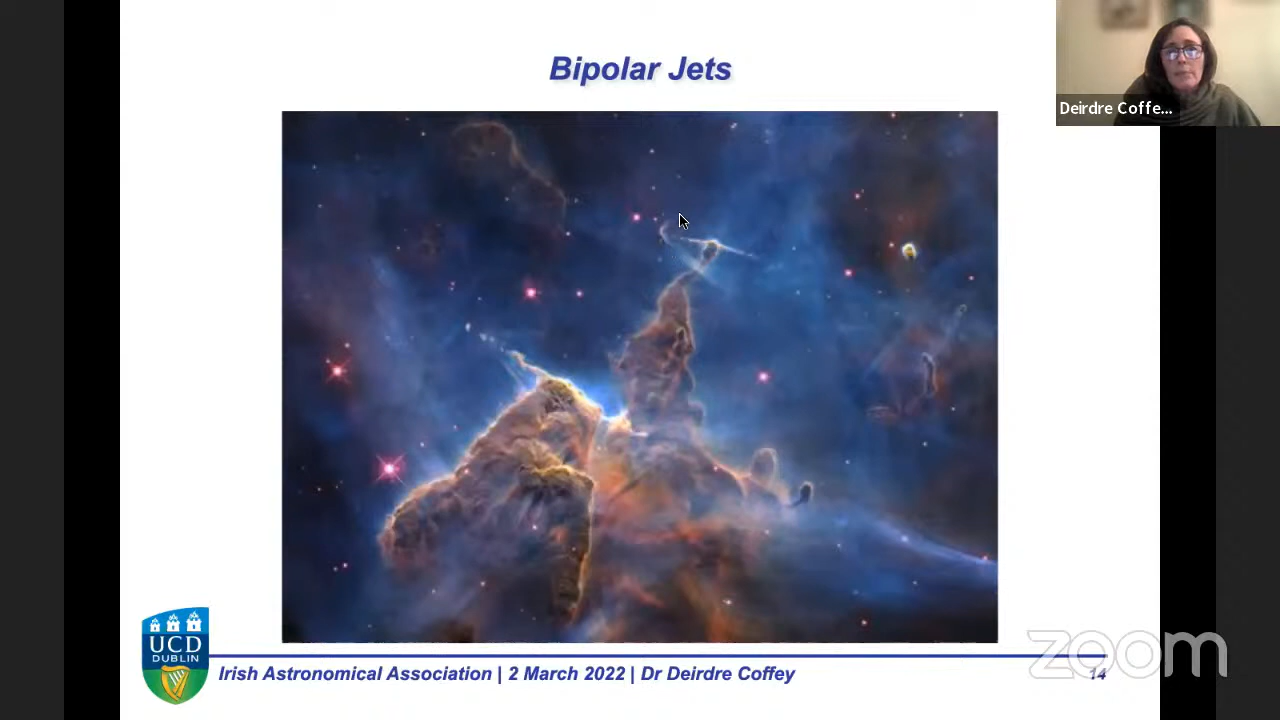 Bipolar Jets
Deirdre Coffe...
UCD
DUBLIN
Irish Astronomical Association | 2 March 2022 | Dr Deirdre Coffey
14
zoom